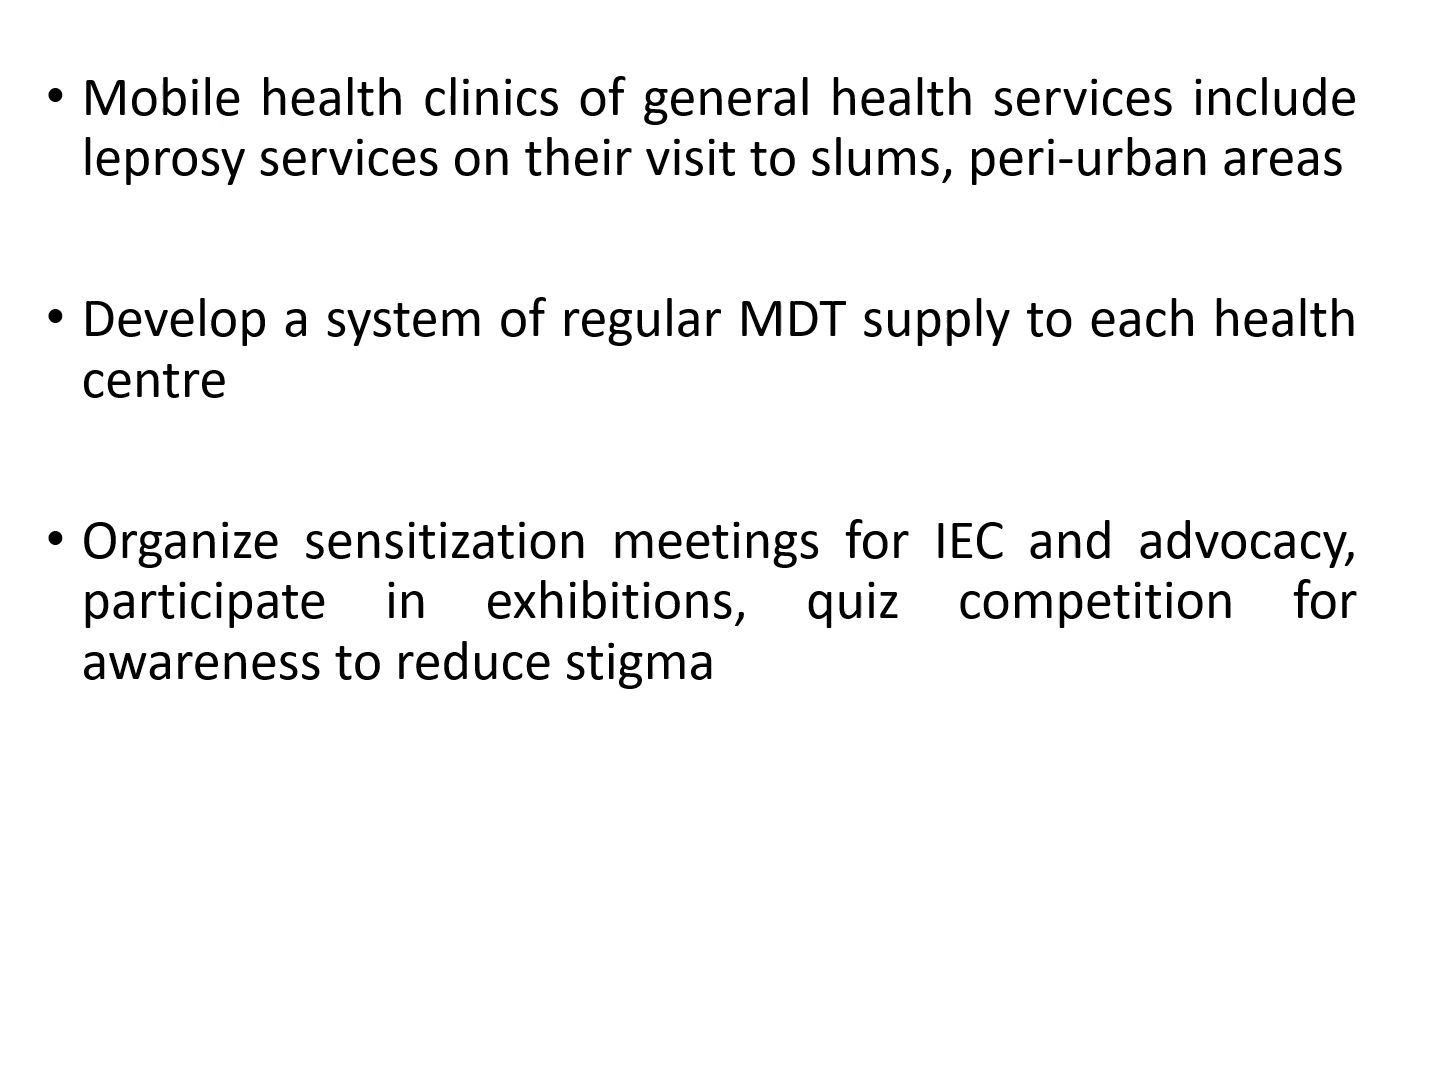 • Mobile health clinics of general health services include
leprosy services on their visit to slums, peri-urban areas
• Develop a system of regular MDT supply to each health
centre
• Organize sensitization meetings for IEC and advocacy,
participate in exhibitions, quiz competition for
awareness to reduce stigma